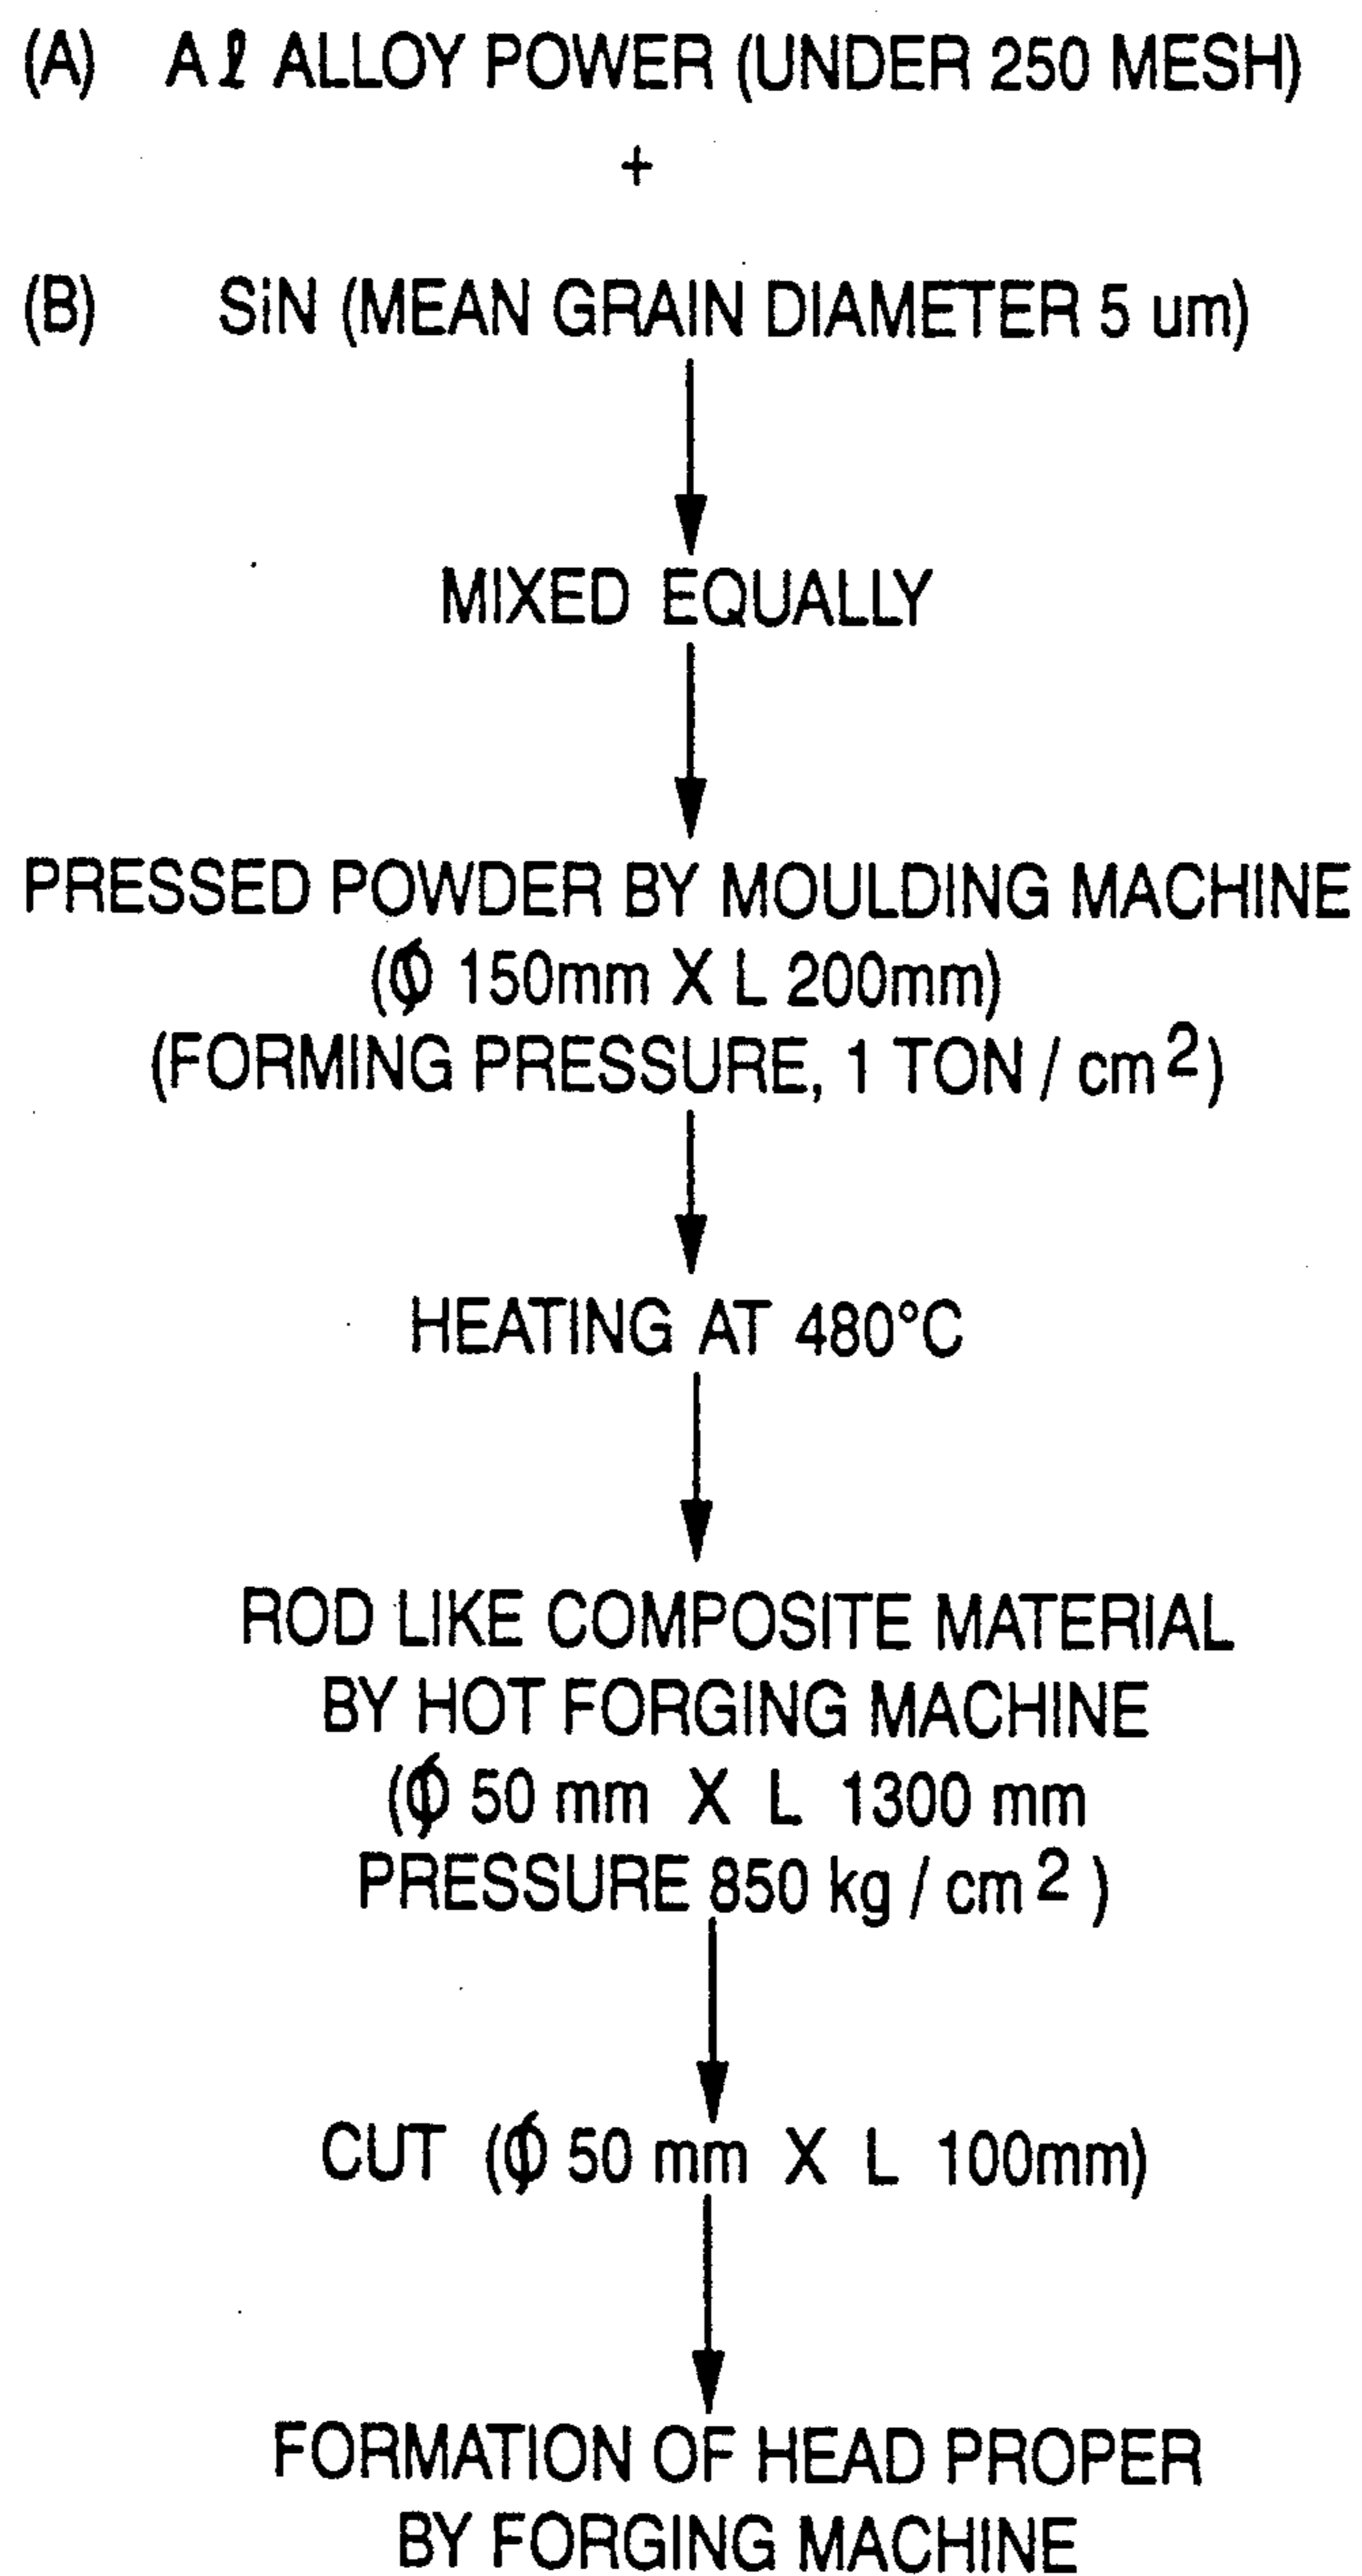 (A) Aℓ ALLOY POWER (UNDER 250 MESH)
+
(B) SiN (MEAN GRAIN DIAMETER 5 um)
MIXED EQUALLY
PRESSED POWDER BY MOULDING MACHINE
(ϕ 150mm X L 200mm)
(FORMING PRESSURE, 1 TON / cm²)
HEATING AT 480°C
ROD LIKE COMPOSITE MATERIAL
BY HOT FORGING MACHINE
(ϕ 50 mm X L 1300 mm
PRESSURE 850 kg / cm²)
CUT (ϕ 50 mm X L 100mm)
FORMATION OF HEAD PROPER
BY FORGING MACHINE